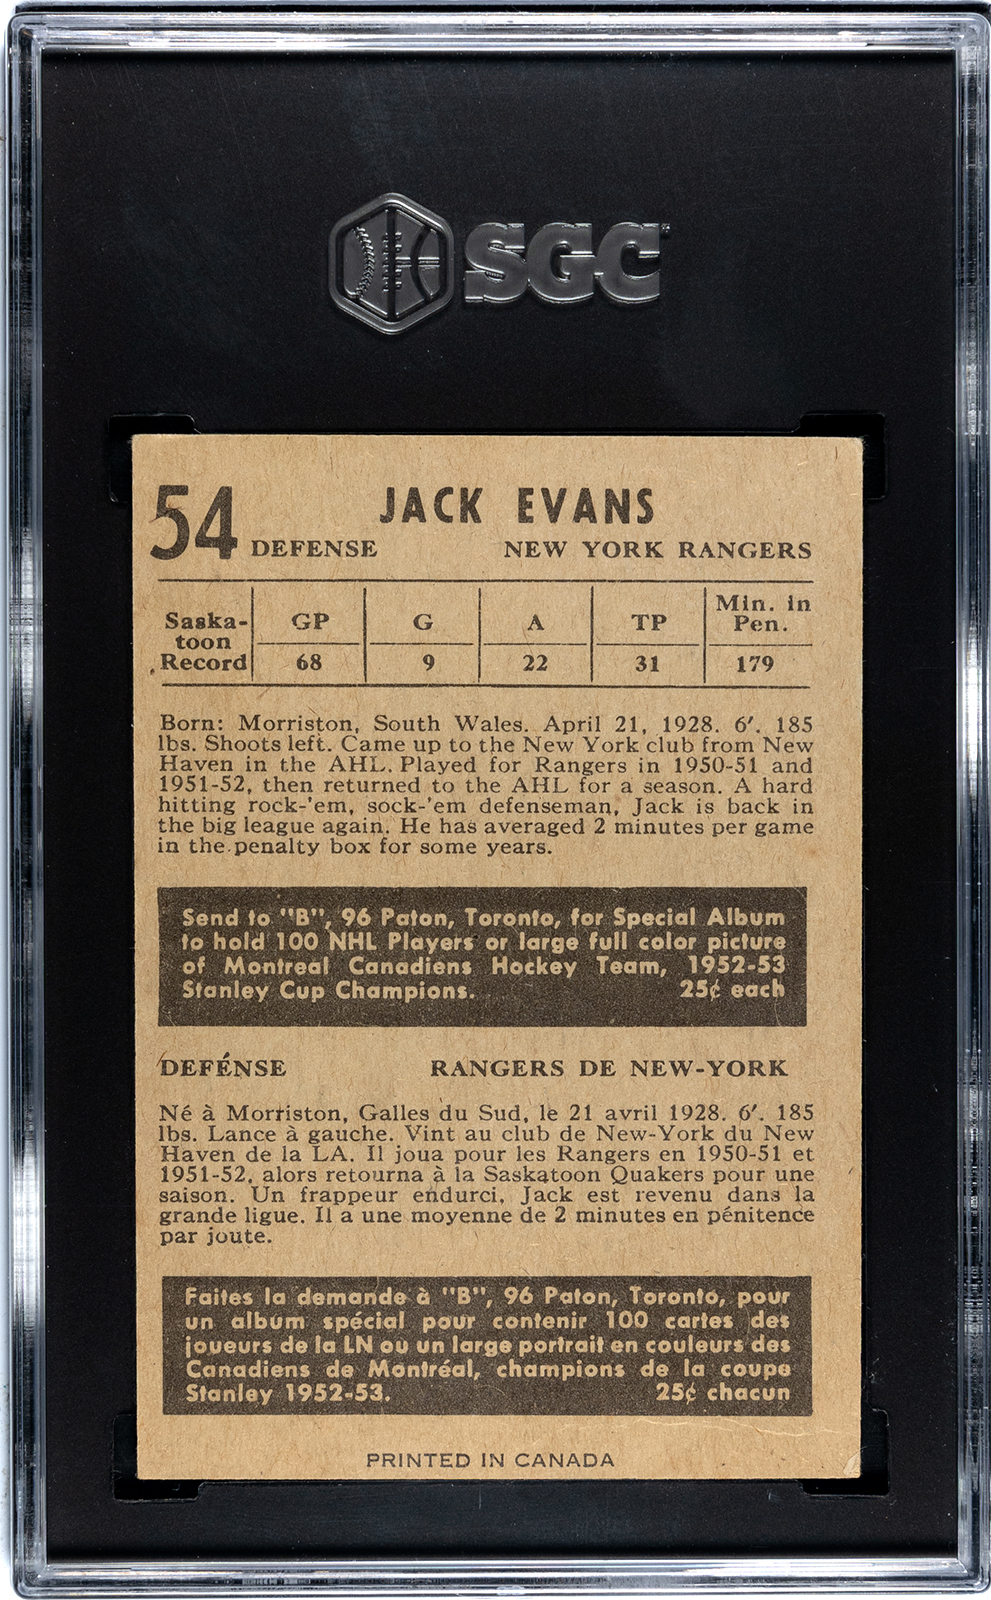 SGC
54
JACK EVANS
DEFENSE NEW YORK RANGERS
Saska-
toon
Record
GP G A TP Min. in Pen.
68 9 22 31 179
Born: Morriston, South Wales. April 21, 1928. 6′. 185
lbs. Shoots left. Came up to the New York club from New
Haven in the AHL. Played for Rangers in 1950-51 and
1951-52, then returned to the AHL for a season. A hard
hitting rock-'em, sock-'em defenseman, Jack is back in
the big league again. He has averaged 2 minutes per game
in the penalty box for some years.
Send to "B", 96 Paton, Toronto, for Special Album
to hold 100 NHL Players or large full color picture
of Montreal Canadiens Hockey Team, 1952-53
Stanley Cup Champions. 25¢ each
DEFÉNSE RANGERS DE NEW-YORK
Né à Morriston, Galles du Sud, le 21 avril 1928. 6′. 185
lbs. Lance à gauche. Vint au club de New-York du New
Haven de la LA. Il joua pour les Rangers en 1950-51 et
1951-52, alors retourna à la Saskatoon Quakers pour une
saison. Un frappeur endurci, Jack est revenu dans la
grande ligue. Il a une moyenne de 2 minutes en pénitence
par joute.
Faites la demande à "B", 96 Paton, Toronto, pour
un album spécial pour contenir 100 cartes des
joueurs de la LN ou un large portrait en couleurs des
Canadiens de Montréal, champions de la coupe
Stanley 1952-53. 25¢ chacun
PRINTED IN CANADA